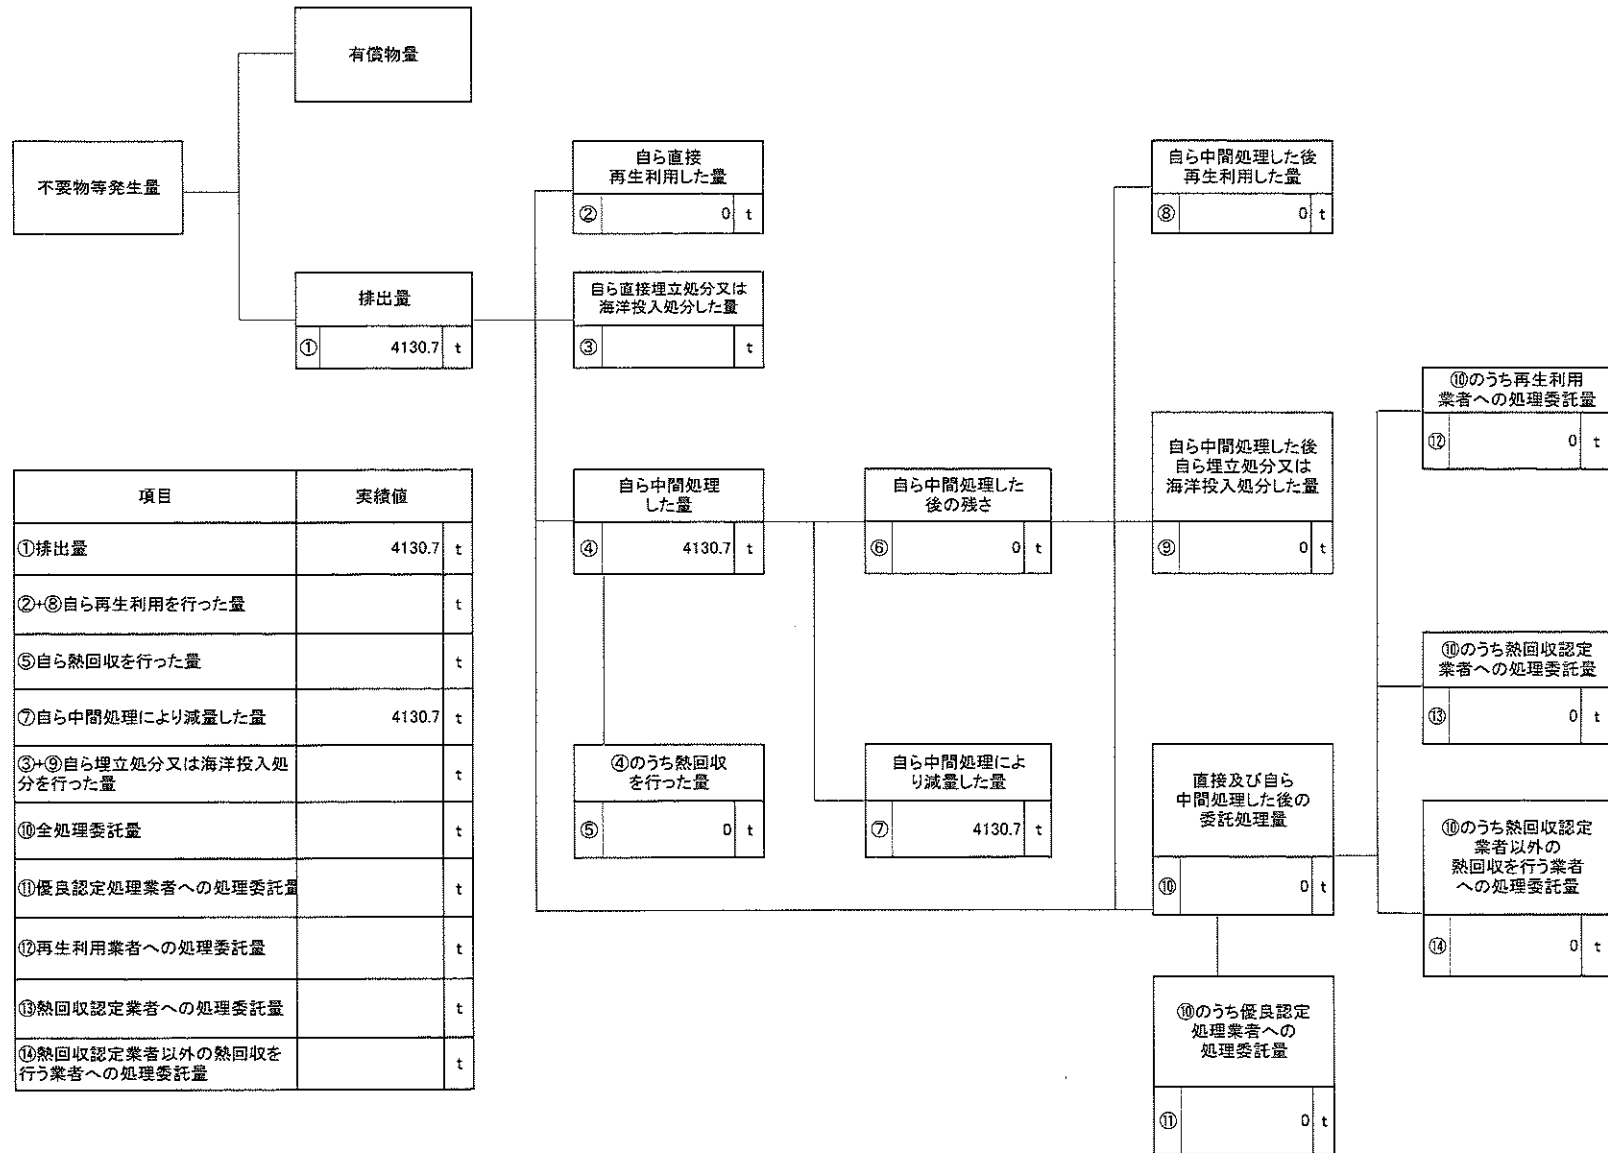 有償物量
不要物等発生量
排出量
① 4130.7 t
自ら直接
再生利用した量
② 0 t
自ら直接埋立処分又は
海洋投入処分した量
③ t
自ら中間処理
した量
④ 4130.7 t
④のうち熱回収
を行った量
⑤ 0 t
自ら中間処理した
後の残さ
⑥ 0 t
自ら中間処理によ
り減量した量
⑦ 4130.7 t
自ら中間処理した後
再生利用した量
⑧ 0 t
自ら中間処理した後
自ら埋立処分又は
海洋投入処分した量
⑨ 0 t
直接及び自ら
中間処理した後の
委託処理量
⑩ 0 t
⑩のうち優良認定
処理業者への
処理委託量
⑪ 0 t
⑩のうち再生利用
業者への処理委託量
⑫ 0 t
⑩のうち熱回収認定
業者への処理委託量
⑬ 0 t
⑩のうち熱回収認定
業者以外の
熱回収を行う業者
への処理委託量
⑭ 0 t
項目 実績値
①排出量 4130.7 t
②+⑧自ら再生利用を行った量 t
⑤自ら熱回収を行った量 t
⑦自ら中間処理により減量した量 4130.7 t
③+⑨自ら埋立処分又は海洋投入処
分を行った量 t
⑩全処理委託量 t
⑪優良認定処理業者への処理委託量 t
⑫再生利用業者への処理委託量 t
⑬熱回収認定業者への処理委託量 t
⑭熱回収認定業者以外の熱回収を
行う業者への処理委託量 t